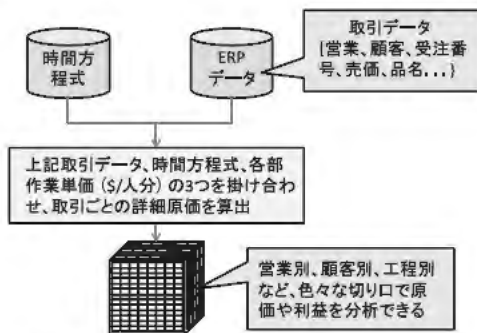 時間方
程式
ERP
データ
取引データ
{営業、顧客、受注番
号、売価、品名...}
上記取引データ、時間方程式、各部
作業単価 ($/人分) の3つを掛け合わ
せ、取引ごとの詳細原価を算出
営業別、顧客別、工程別
など、色々な切り口で原
価や利益を分析できる